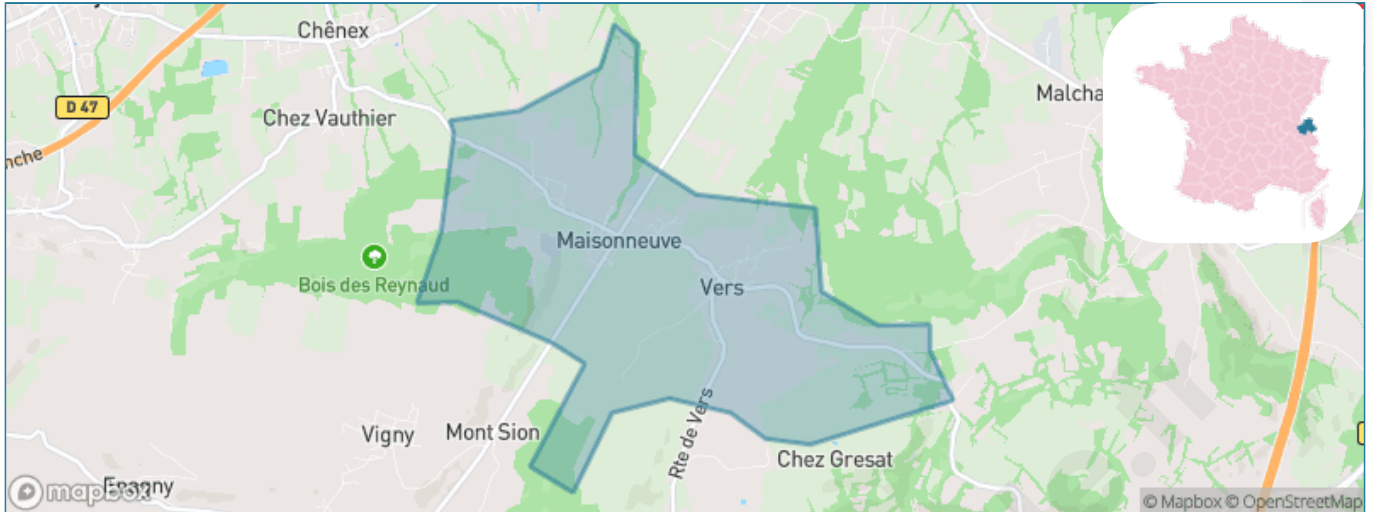 Chênex
D 47
Malcha
Chez Vauthier
nche
Maisonneuve
Bois des Reynaud
Vers
Rte de Vers
Vigny
Mont Sion
Chez Gresat
Epagny
mapbox
© Mapbox © OpenStreetMap